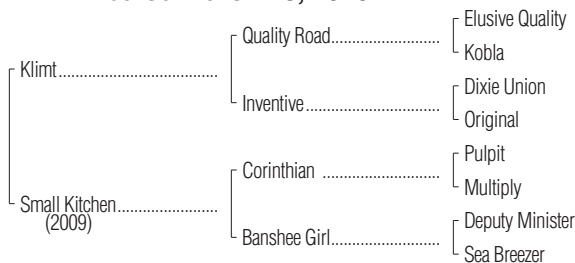 Elusive Quality
Quality Road
Kobla
Klimt
Dixie Union
Inventive
Original
Pulpit
Corinthian
Multiply
Small Kitchen
(2009)
Deputy Minister
Banshee Girl
Sea Breezer